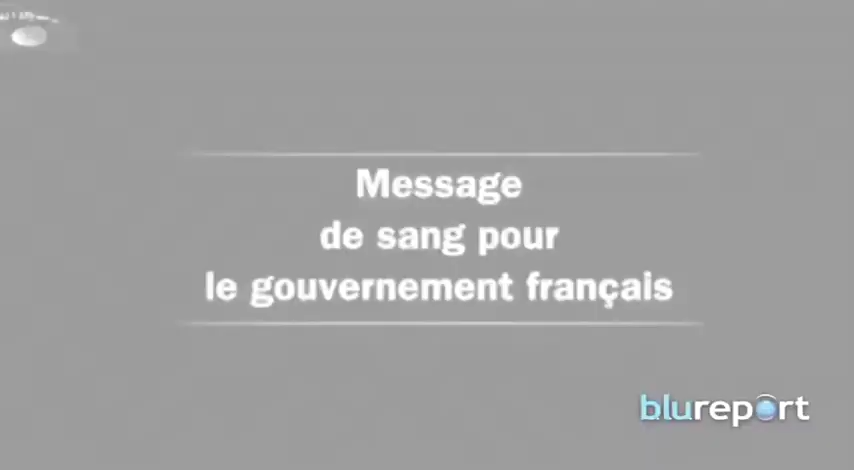 Message
de sang pour
le gouvernement français
blureport